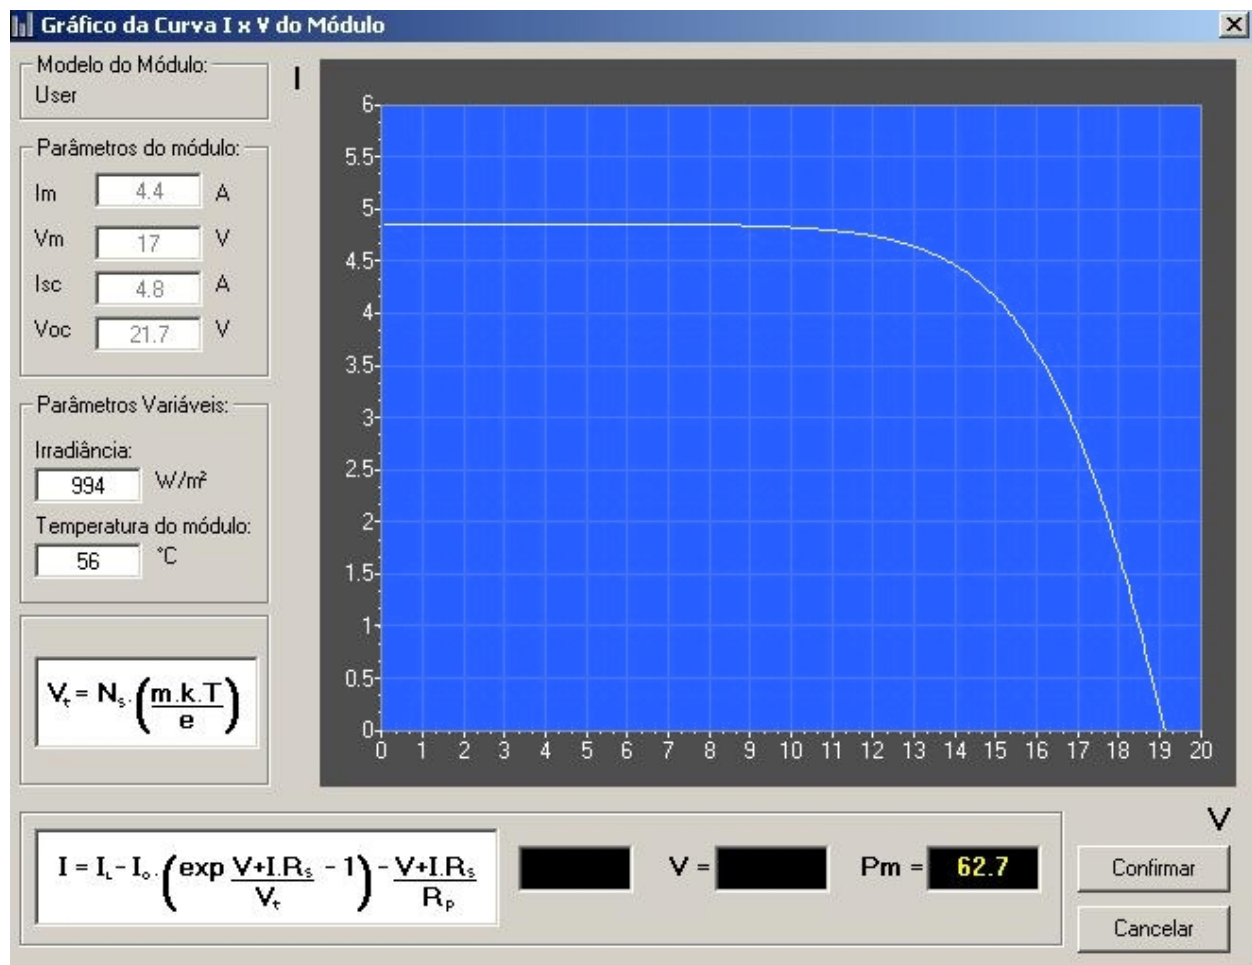 Gráfico da Curva I x V do Módulo
Modelo do Módulo:
User
Parâmetros do módulo:
Im 4.4 A
Vm 17 V
Isc 4.8 A
Voc 21.7 V
Parâmetros Variáveis:
Irradiância:
994 W/m²
Temperatura do módulo:
56 °C
Vt = Ns.(m.k.T/e)
I
6
5.5
5
4.5
4
3.5
3
2.5
2
1.5
1
0.5
0
0 1 2 3 4 5 6 7 8 9 10 11 12 13 14 15 16 17 18 19 20
V
I = IL - Io.(exp V+I.Rs/Vt - 1) - V+I.Rs/Rp
V =
Pm = 62.7
Confirmar
Cancelar